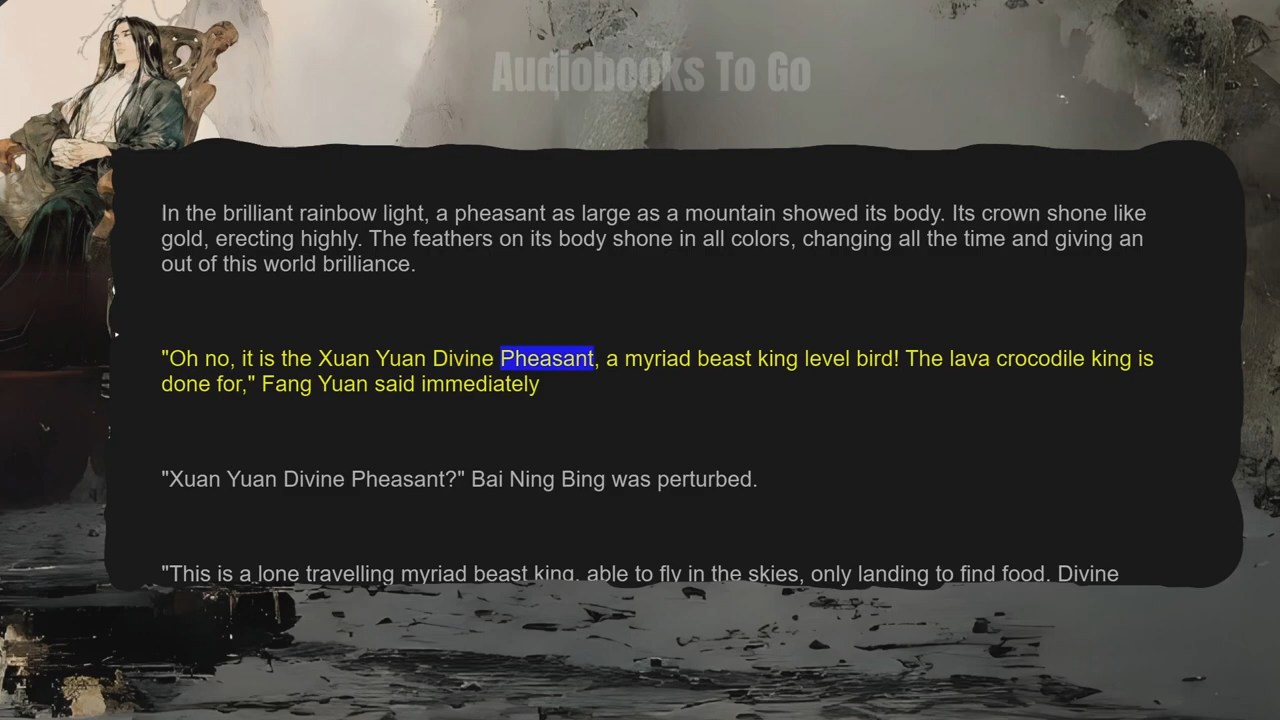 Audiobooks To Go
In the brilliant rainbow light, a pheasant as large as a mountain showed its body. Its crown shone like
gold, erecting highly. The feathers on its body shone in all colors, changing all the time and giving an
out of this world brilliance.
"Oh no, it is the Xuan Yuan Divine Pheasant, a myriad beast king level bird! The lava crocodile king is
done for," Fang Yuan said immediately
"Xuan Yuan Divine Pheasant?" Bai Ning Bing was perturbed.
"This is a lone travelling myriad beast king, able to fly in the skies, only landing to find food. Divine